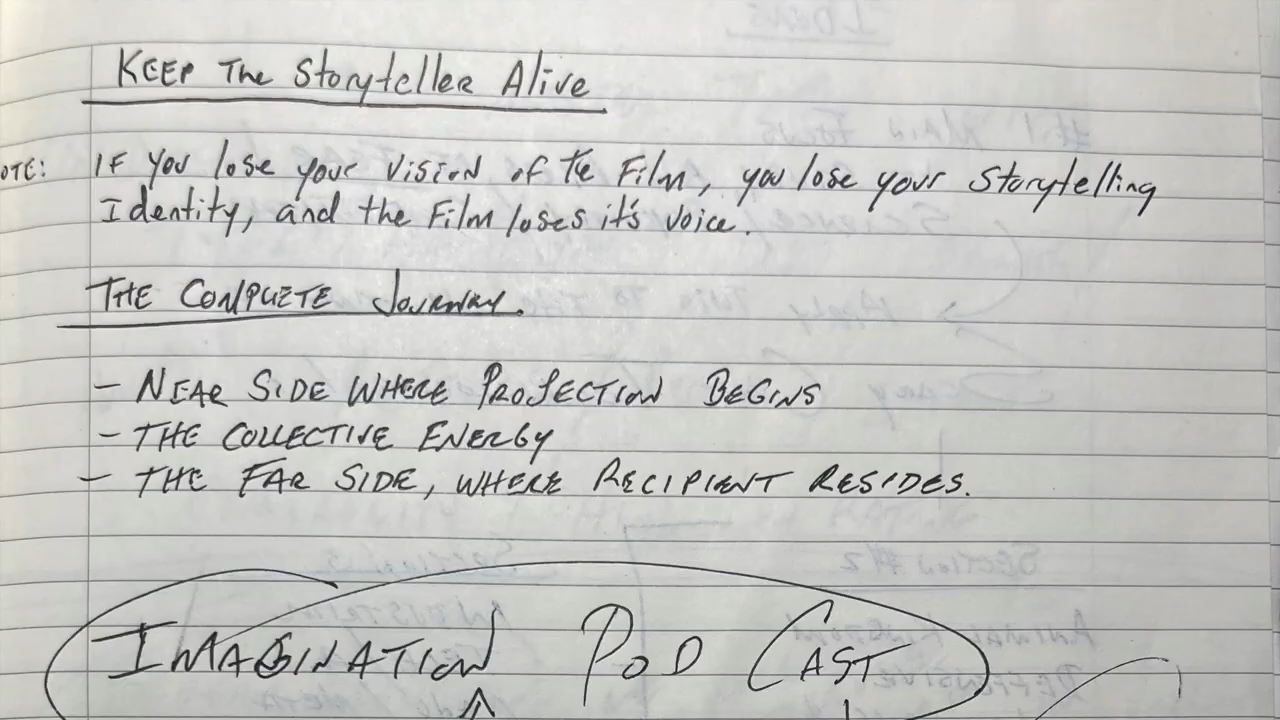 KEEP THE Storyteller Alive
OTE: IF you lose your Vision of the Film, you lose your Storytelling
Identity, and the Film loses it's voice.
THE COMPLETE JOURNAY.
- NEAR SIDE WHERE PROJECTION BEGINS
- THE COLLECTIVE ENERGY
- THE FAR SIDE, WHERE RECIPIENT RESIDES.
IMAGINATION POD CAST